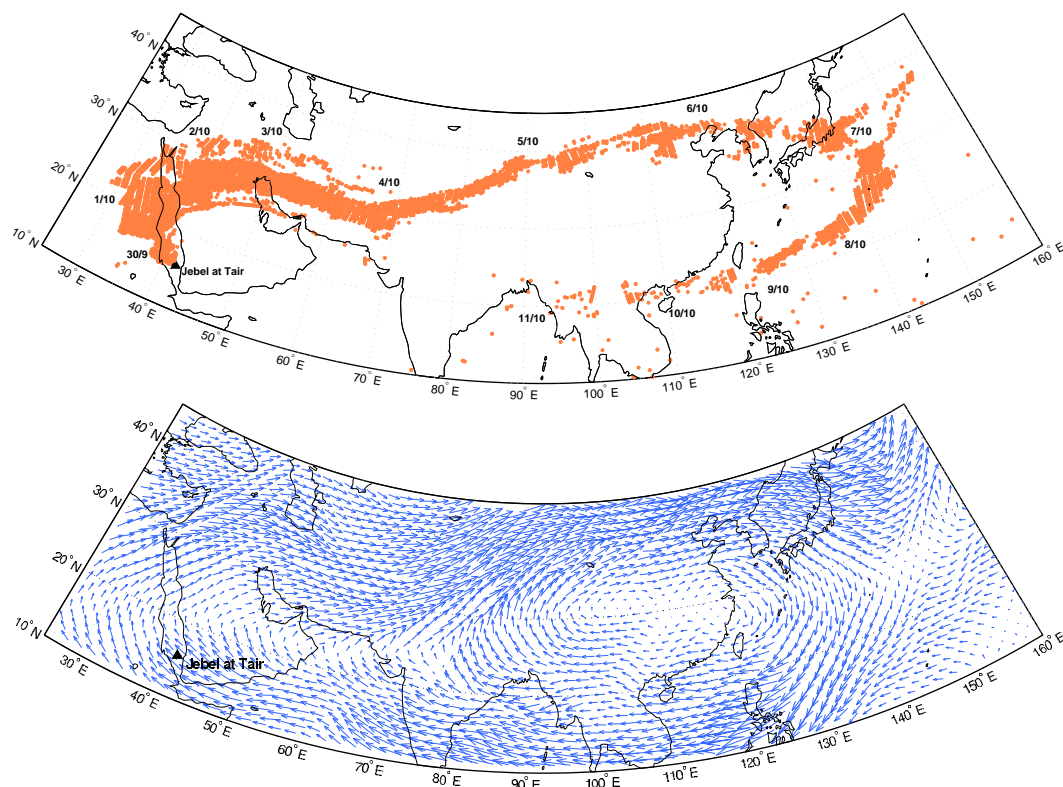 40° N
30° N
20° N
10° N
2/10
3/10
4/10
5/10
6/10
7/10
1/10
30/9
Jebel at Tair
8/10
9/10
10/10
11/10
30° E
40° E
50° E
60° E
70° E
80° E
90° E
100° E
110° E
120° E
130° E
140° E
150° E
160° E
40° N
30° N
20° N
10° N
Jebel at Tair
30° E
40° E
50° E
60° E
70° E
80° E
90° E
100° E
110° E
120° E
130° E
140° E
150° E
160° E